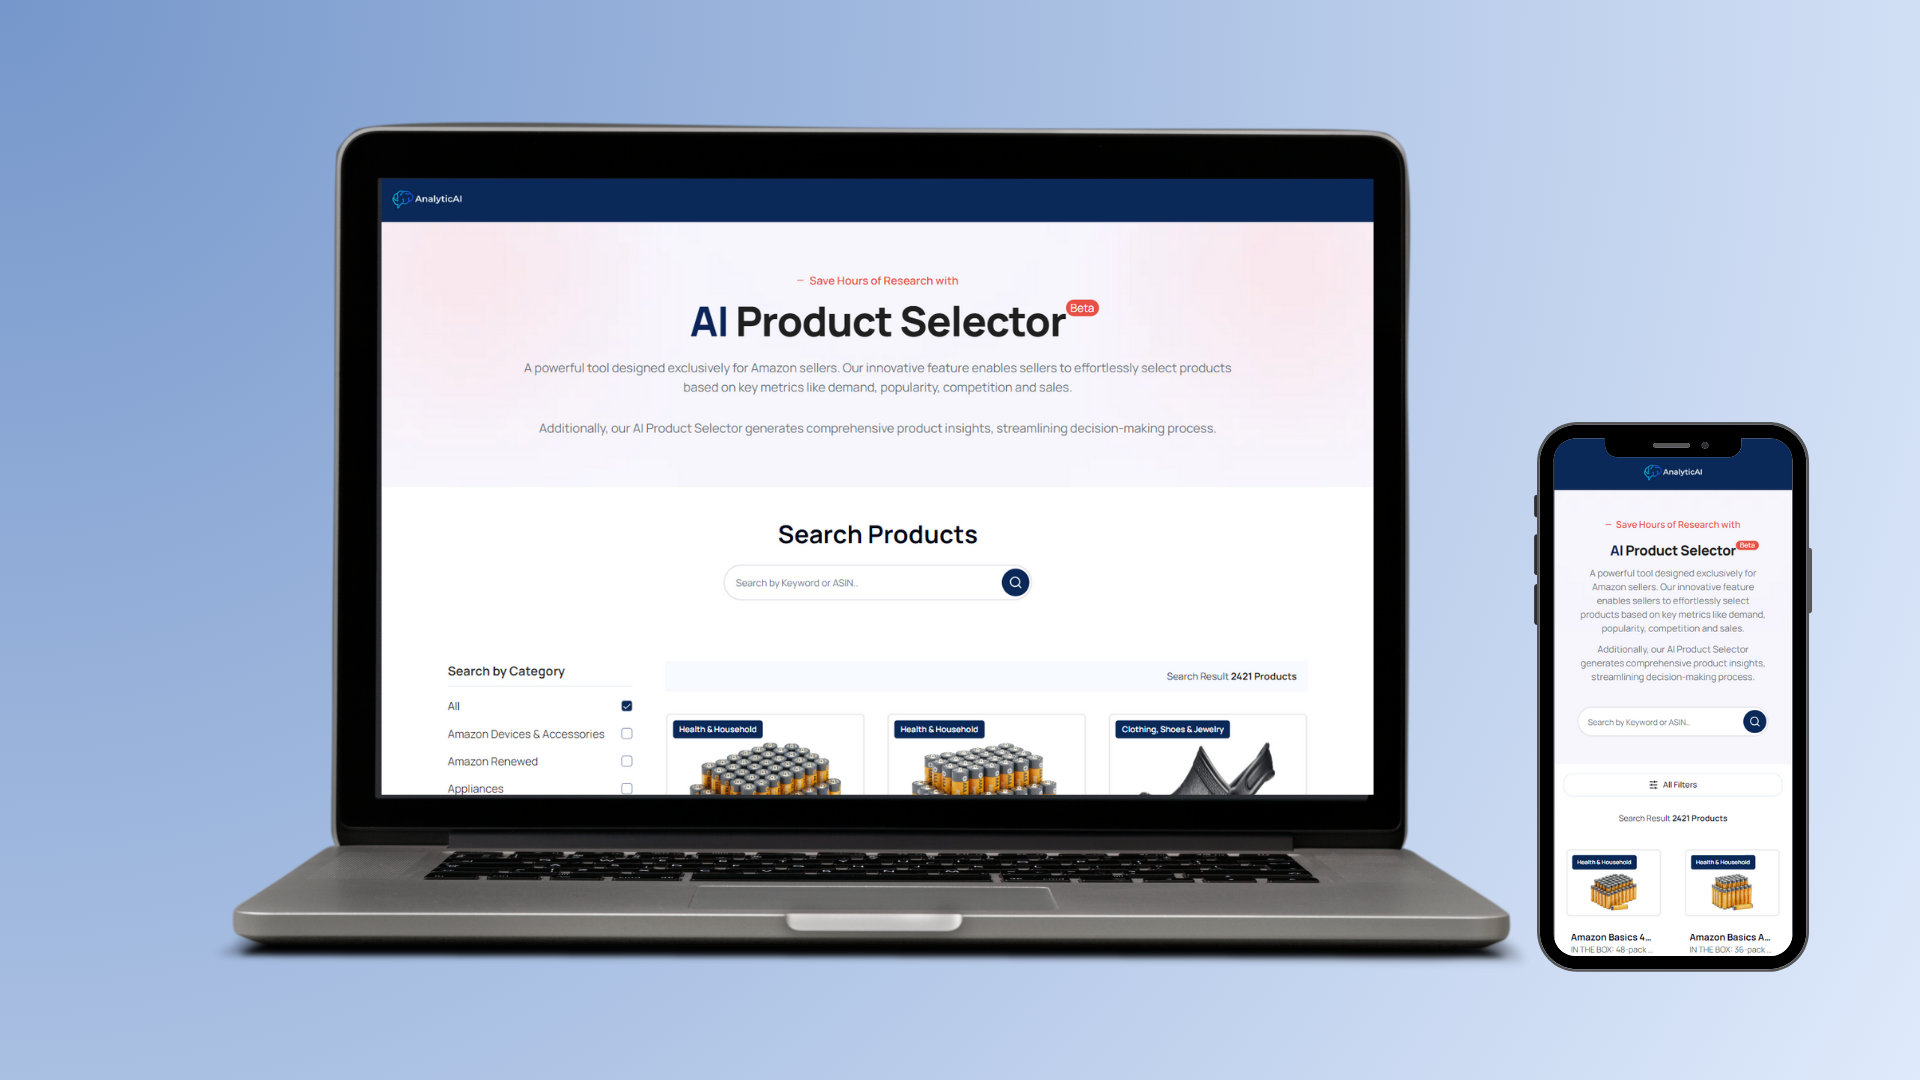 AnalyticAI
— Save Hours of Research with
AI Product Selector Beta
A powerful tool designed exclusively for Amazon sellers. Our innovative feature enables sellers to effortlessly select products
based on key metrics like demand, popularity, competition and sales.
Additionally, our AI Product Selector generates comprehensive product insights, streamlining decision-making process.
Search Products
Search by Keyword or ASIN...
Search by Category
Search Result 2421 Products
All
Amazon Devices & Accessories
Amazon Renewed
Appliances
Health & Household
Health & Household
Clothing, Shoes & Jewelry
AnalyticAI
— Save Hours of Research with
AI Product Selector Beta
A powerful tool designed exclusively for
Amazon sellers. Our innovative feature
enables sellers to effortlessly select
products based on key metrics like demand,
popularity, competition and sales.
Additionally, our AI Product Selector
generates comprehensive product insights,
streamlining decision-making process.
Search by Keyword or ASIN...
All Filters
Search Result 2421 Products
Health & Household
Health & Household
Amazon Basics 4...
IN THE BOX: 48-pack ...
Amazon Basics A...
IN THE BOX: 36-pack ...